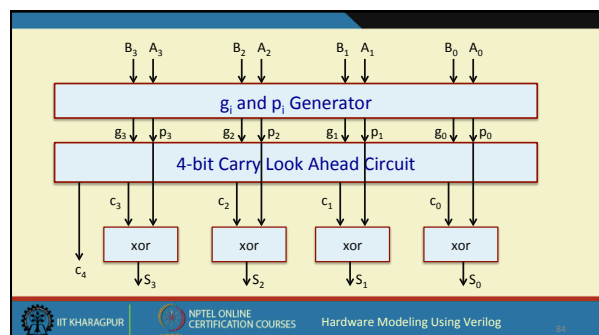 B₃ A₃ B₂ A₂ B₁ A₁ B₀ A₀
gᵢ and pᵢ Generator
g₃ p₃ g₂ p₂ g₁ p₁ g₀ p₀
4-bit Carry Look Ahead Circuit
c₃ c₂ c₁ c₀
xor xor xor xor
c₄ S₃ S₂ S₁ S₀
IIT KHARAGPUR
NPTEL ONLINE
CERTIFICATION COURSES
Hardware Modeling Using Verilog
84